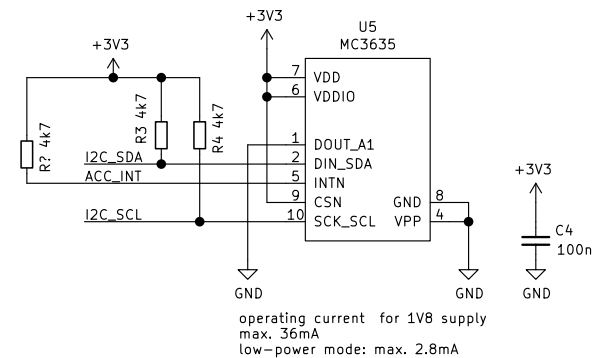 +3V3
U5
MC3635
+3V3
7 VDD
6 VDDIO
R? 4k7
R3 4k7
R4 4k7
1 DOUT_A1
I2C_SDA
2 DIN_SDA
ACC_INT
5 INTN
9 CSN
I2C_SCL
10 SCK_SCL
GND 8
VPP 4
+3V3
C4
100n
GND
GND
GND
operating current for 1V8 supply
max. 36mA
low-power mode: max. 2.8mA